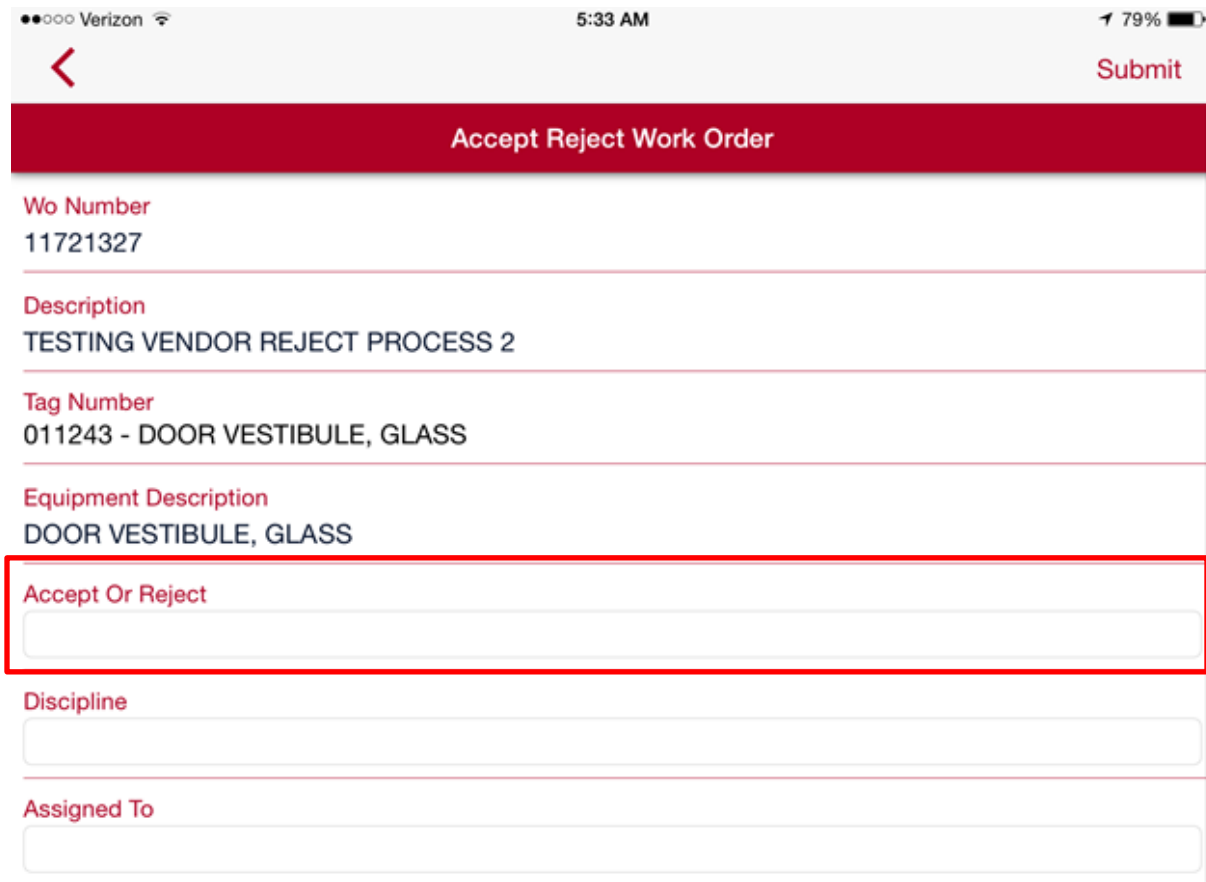 Verizon 5:33 AM 79%
Submit
Accept Reject Work Order
Wo Number
11721327
Description
TESTING VENDOR REJECT PROCESS 2
Tag Number
011243 - DOOR VESTIBULE, GLASS
Equipment Description
DOOR VESTIBULE, GLASS
Accept Or Reject
Discipline
Assigned To